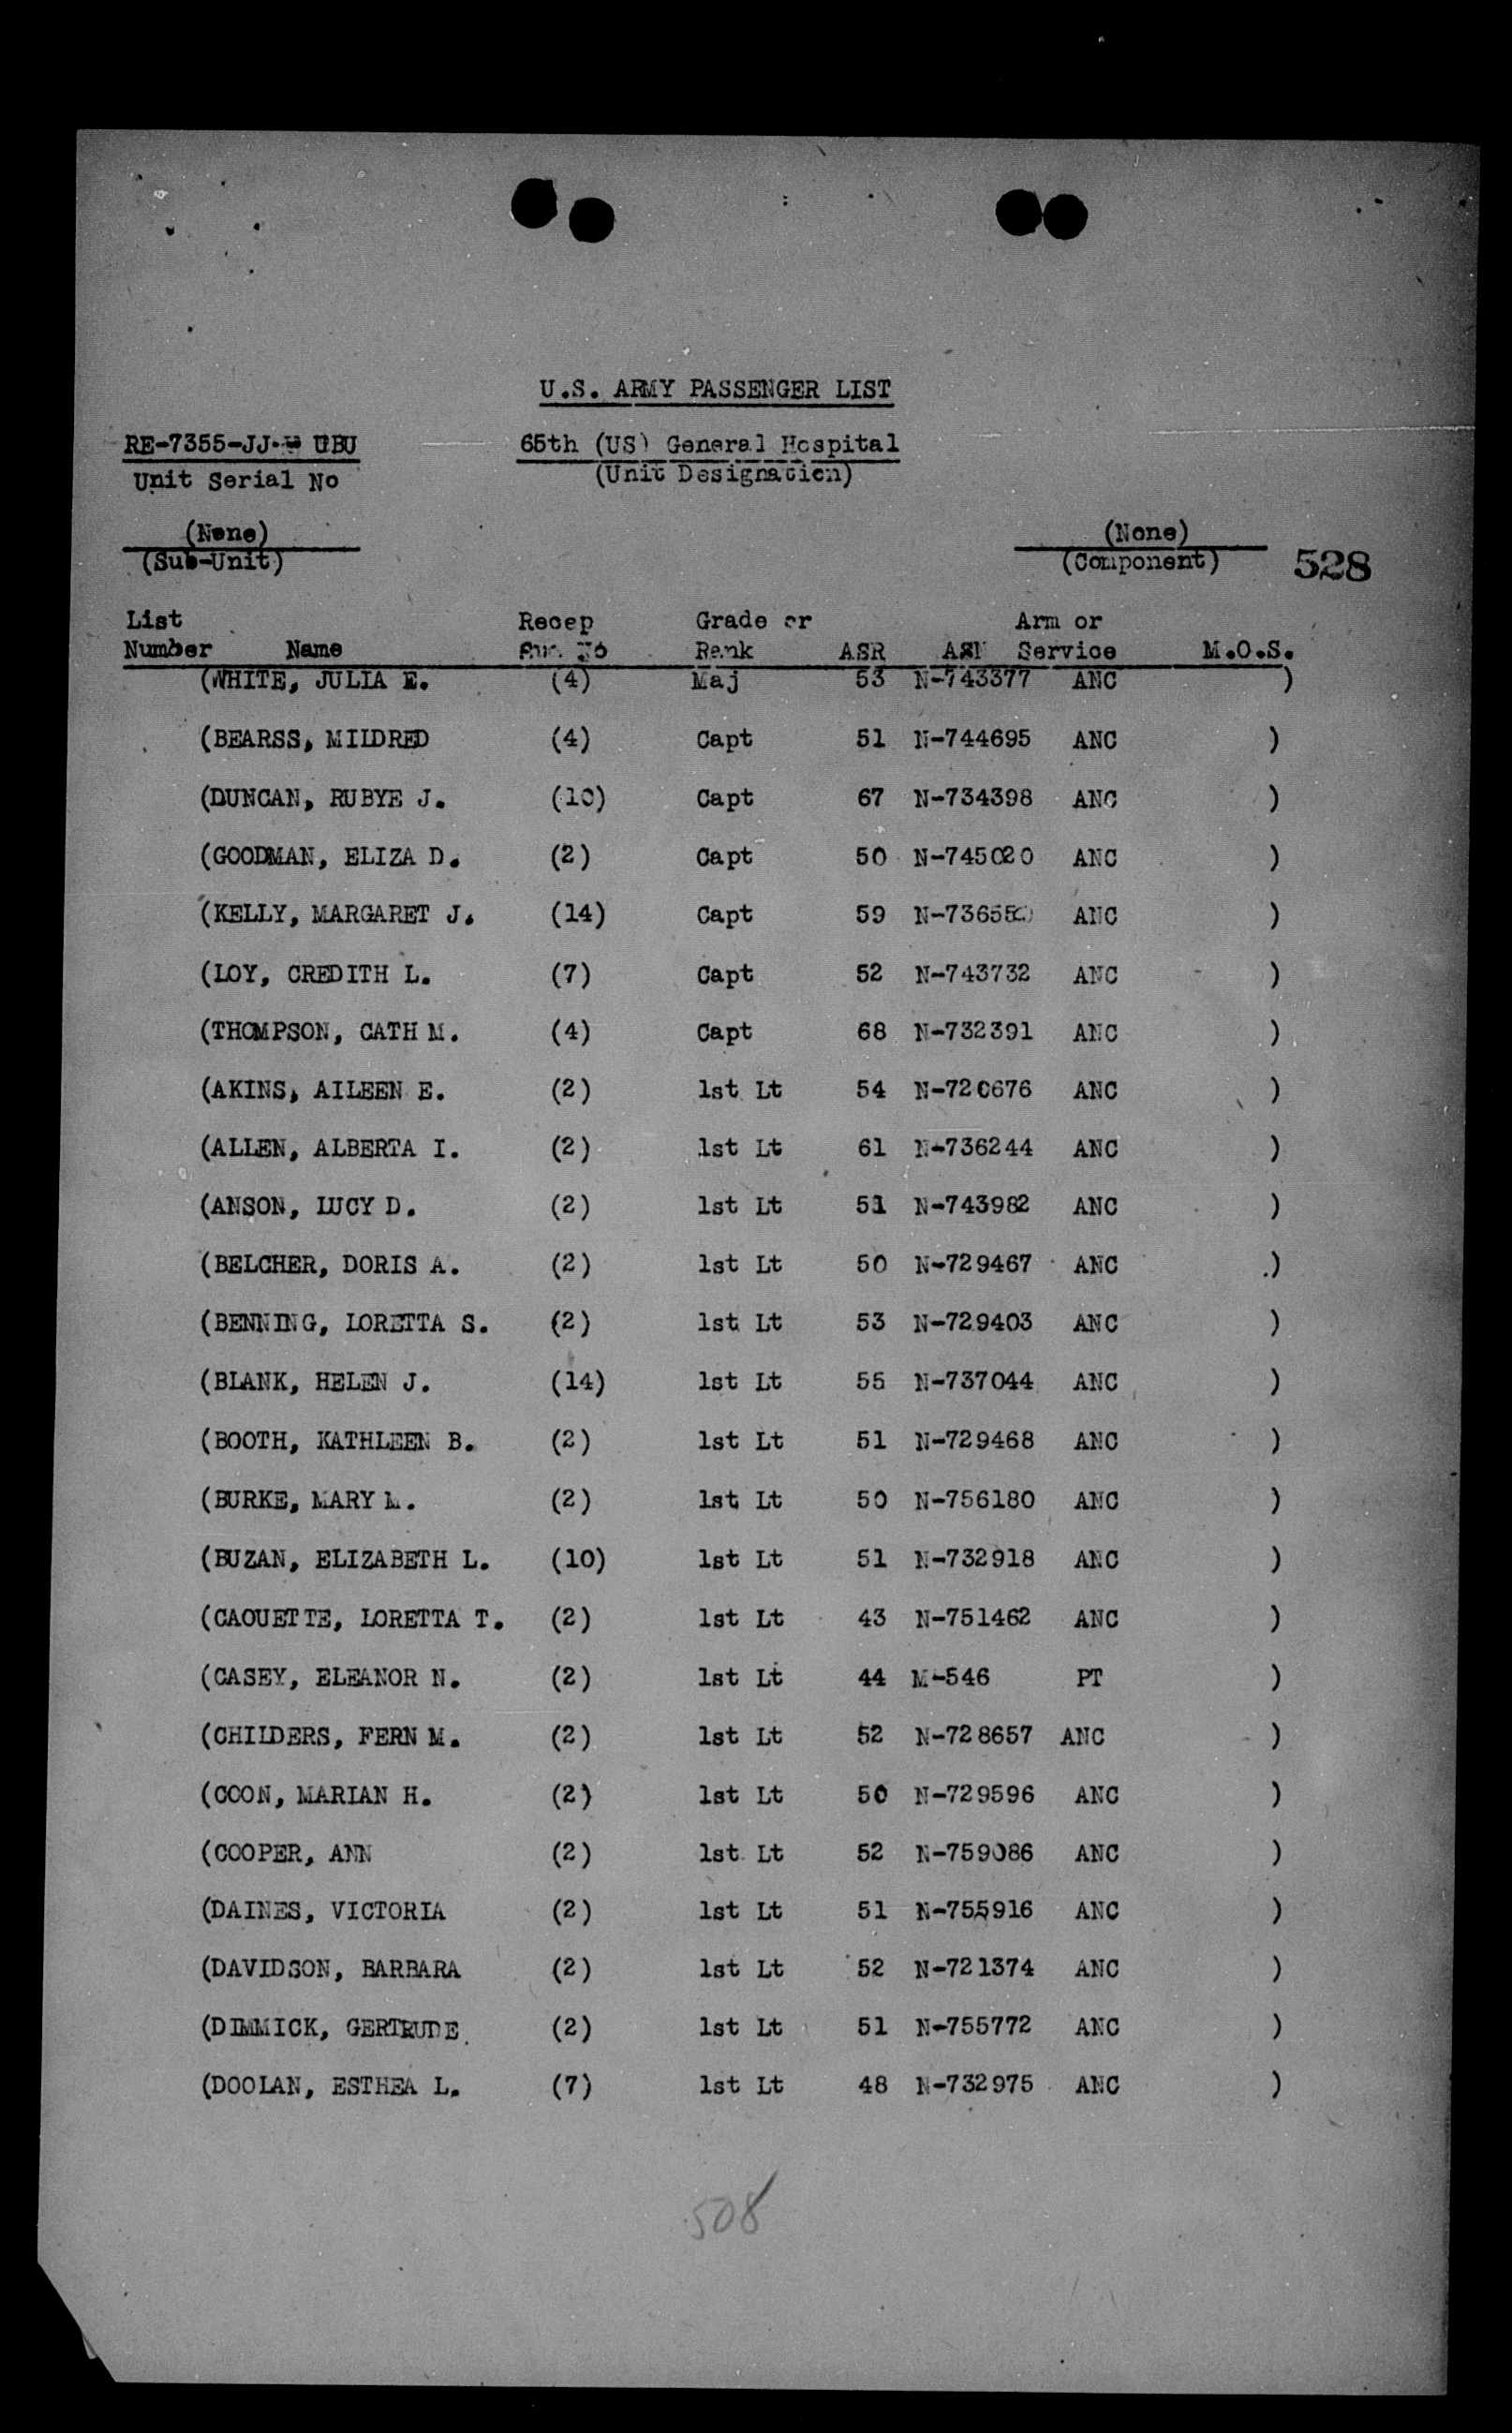 U.S. ARMY PASSENGER LIST
RE-7355-JJ- UBU 65th (US) General Hospital
Unit Serial No (Unit Designation)
(None) (None)
(Sub-Unit) (Component) 528
List Recep Grade or Arm or
Number Name Rank ASR ASN Service M.O.S.
(WHITE, JULIA E. (4) Maj 53 N-743377 ANC )
(BEARSS, MILDRED (4) Capt 51 N-744695 ANC )
(DUNCAN, RUBYE J. (10) Capt 67 N-734398 ANC )
(GOODMAN, ELIZA D. (2) Capt 50 N-745020 ANC )
(KELLY, MARGARET J. (14) Capt 59 ANC )
(LOY, CREDITH L. (7) Capt 52 N-743732 ANC )
(THOMPSON, CATH M. (4) Capt 68 N-732391 ANC )
(AKINS, AILEEN E. (2) 1st Lt 54 N-720676 ANC )
(ALLEN, ALBERTA I. (2) 1st Lt 61 N-736244 ANC )
(ANSON, LUCY D. (2) 1st Lt 51 N-743982 ANC )
(BELCHER, DORIS A. (2) 1st Lt 50 N-729467 ANC )
(BENNING, LORETTA S. (2) 1st Lt 53 N-729403 ANC )
(BLANK, HELEN J. (14) 1st Lt 55 N-737044 ANC )
(BOOTH, KATHLEEN B. (2) 1st Lt 51 N-729468 ANC )
(BURKE, MARY M. (2) 1st Lt 50 N-756180 ANC )
(BUZAN, ELIZABETH L. (10) 1st Lt 51 N-732918 ANC )
(CAOUETTE, LORETTA T. (2) 1st Lt 43 N-751462 ANC )
(CASEY, ELEANOR N. (2) 1st Lt 44 M-546 PT )
(CHILDERS, FERN M. (2) 1st Lt 52 N-728657 ANC )
(COON, MARIAN H. (2) 1st Lt 50 N-729596 ANC )
(COOPER, ANN (2) 1st Lt 52 N-759086 ANC )
(DAINES, VICTORIA (2) 1st Lt 51 N-755916 ANC )
(DAVIDSON, BARBARA (2) 1st Lt 52 N-721374 ANC )
(DIMMICK, GERTRUDE (2) 1st Lt 51 N-755772 ANC )
(DOOLAN, ESTHEA L. (7) 1st Lt 48 N-732975 ANC )
508